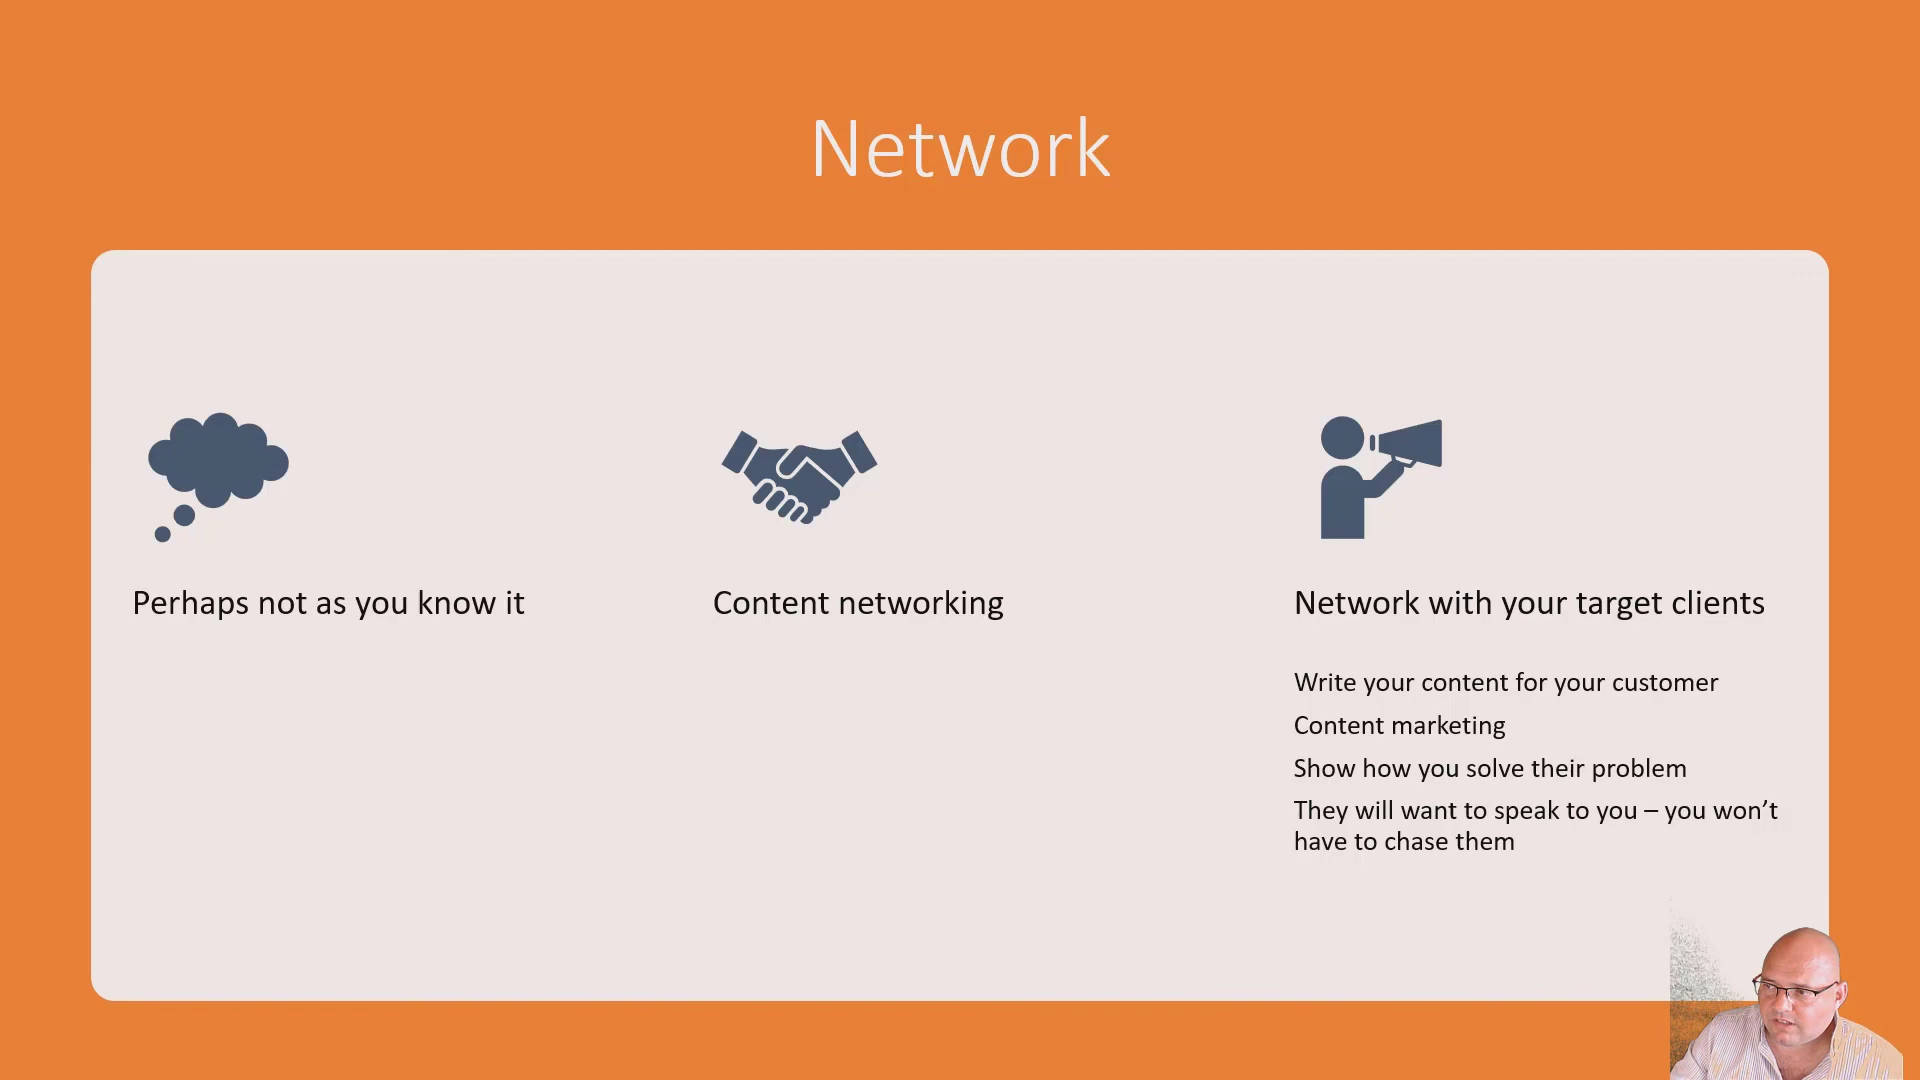 Network
Perhaps not as you know it
Content networking
Network with your target clients
Write your content for your customer
Content marketing
Show how you solve their problem
They will want to speak to you – you won’t
have to chase them